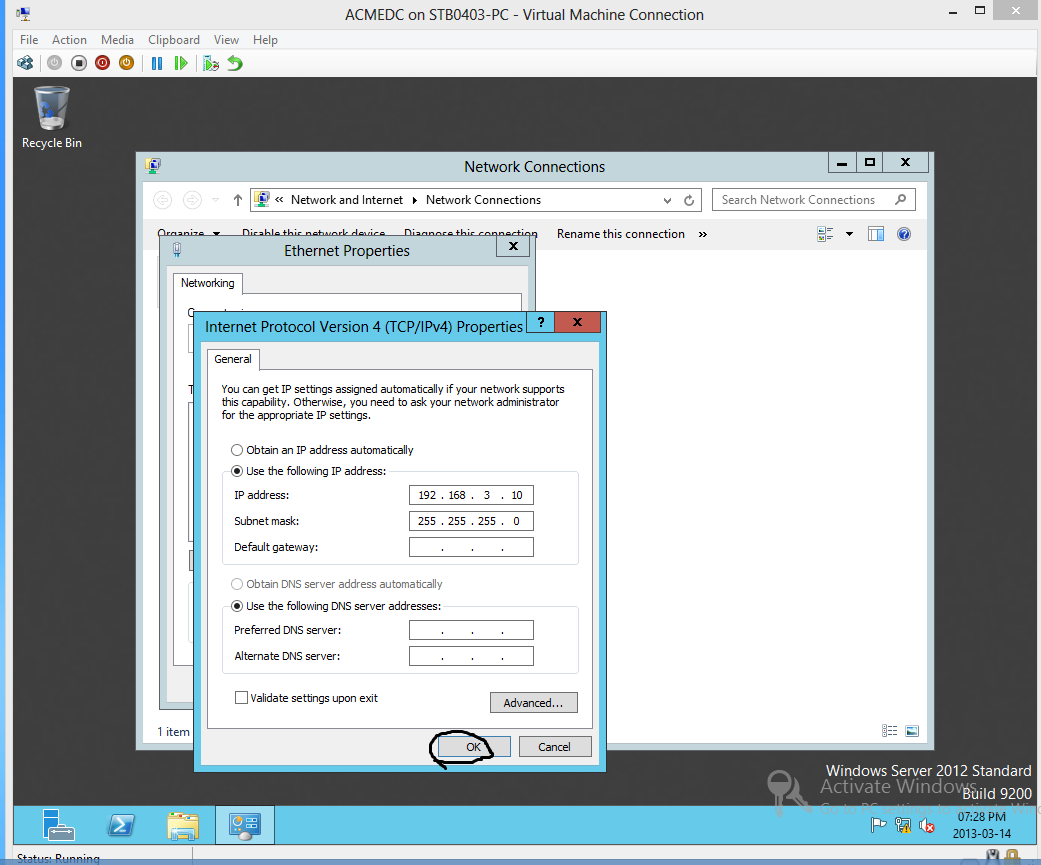 ACMEDC on STB0403-PC - Virtual Machine Connection
File Action Media Clipboard View Help
Recycle Bin
Network Connections
« Network and Internet Network Connections
Search Network Connections
Organize Disable this network device Diagnose this connection Rename this connection »
Ethernet Properties
Networking
Internet Protocol Version 4 (TCP/IPv4) Properties ?
General
You can get IP settings assigned automatically if your network supports
this capability. Otherwise, you need to ask your network administrator
for the appropriate IP settings.
Obtain an IP address automatically
Use the following IP address:
IP address: 192 . 168 . 3 . 10
Subnet mask: 255 . 255 . 255 . 0
Default gateway: . . .
Obtain DNS server address automatically
Use the following DNS server addresses:
Preferred DNS server: . . .
Alternate DNS server: . . .
Validate settings upon exit
Advanced...
1 item
OK Cancel
Windows Server 2012 Standard
Activate Windows
Build 9200
Go to PC settings to activate Win
07:28 PM
2013-03-14
Status: Running